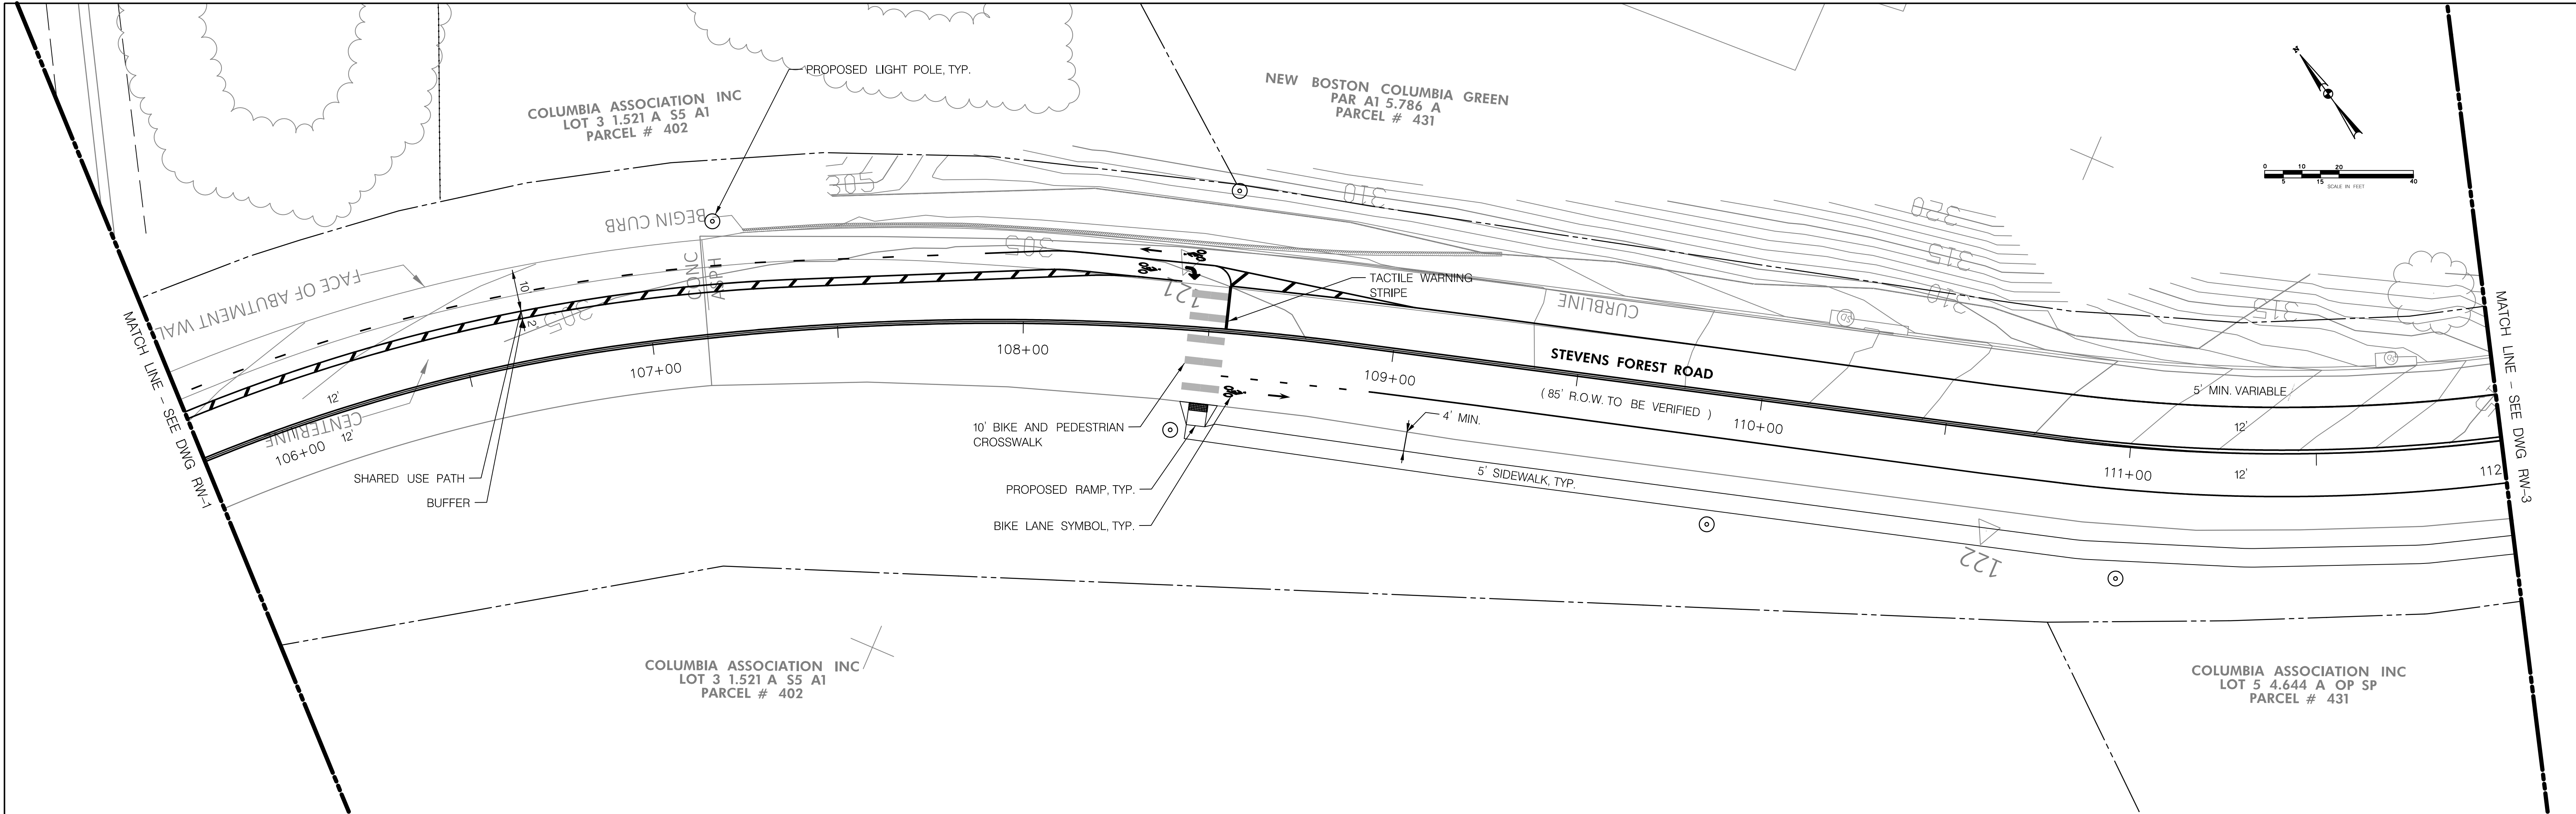 PROPOSED LIGHT POLE, TYP.
COLUMBIA ASSOCIATION INC
LOT 3 1.521 A S5 A1
PARCEL # 402
NEW BOSTON COLUMBIA GREEN
PAR A1 5.786 A
PARCEL # 431
0 10 20
5 15 40
SCALE IN FEET
305
310
320
315
310
315
BEGIN CURB
305
CONC
ASPH
FACE OF ABUTMENT WALL
10'
2'
305
121
TACTILE WARNING
STRIPE
CURBLINE
MATCH LINE - SEE DWG RW-1
MATCH LINE - SEE DWG RW-3
STEVENS FOREST ROAD
( 85' R.O.W. TO BE VERIFIED )
5' MIN. VARIABLE
12'
12'
12'
12'
CENTERLINE
106+00
107+00
108+00
109+00
110+00
111+00
112
4' MIN.
5' SIDEWALK, TYP.
10' BIKE AND PEDESTRIAN
CROSSWALK
SHARED USE PATH
BUFFER
PROPOSED RAMP, TYP.
BIKE LANE SYMBOL, TYP.
122
COLUMBIA ASSOCIATION INC
LOT 3 1.521 A S5 A1
PARCEL # 402
COLUMBIA ASSOCIATION INC
LOT 5 4.644 A OP SP
PARCEL # 431